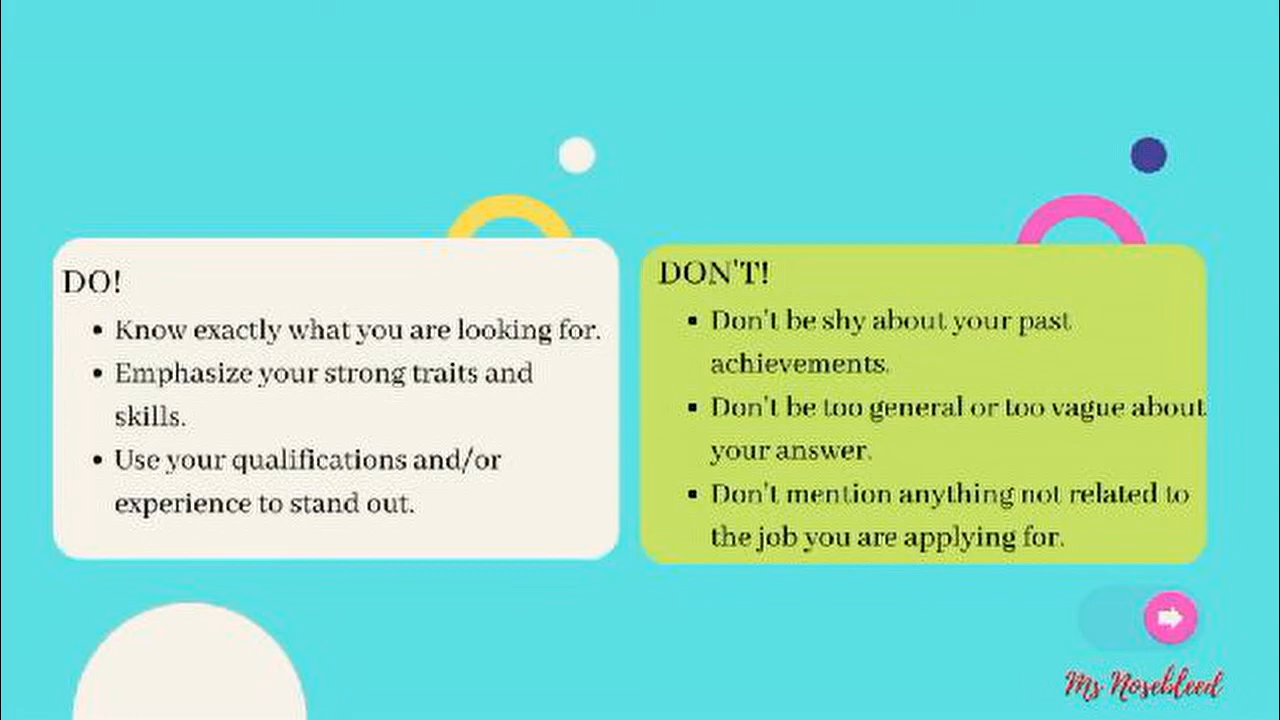 DO!
• Know exactly what you are looking for.
• Emphasize your strong traits and
skills.
• Use your qualifications and/or
experience to stand out.
DON'T!
▪ Don't be shy about your past
achievements.
▪ Don't be too general or too vague about
your answer.
▪ Don't mention anything not related to
the job you are applying for.
Ms Nosebleed